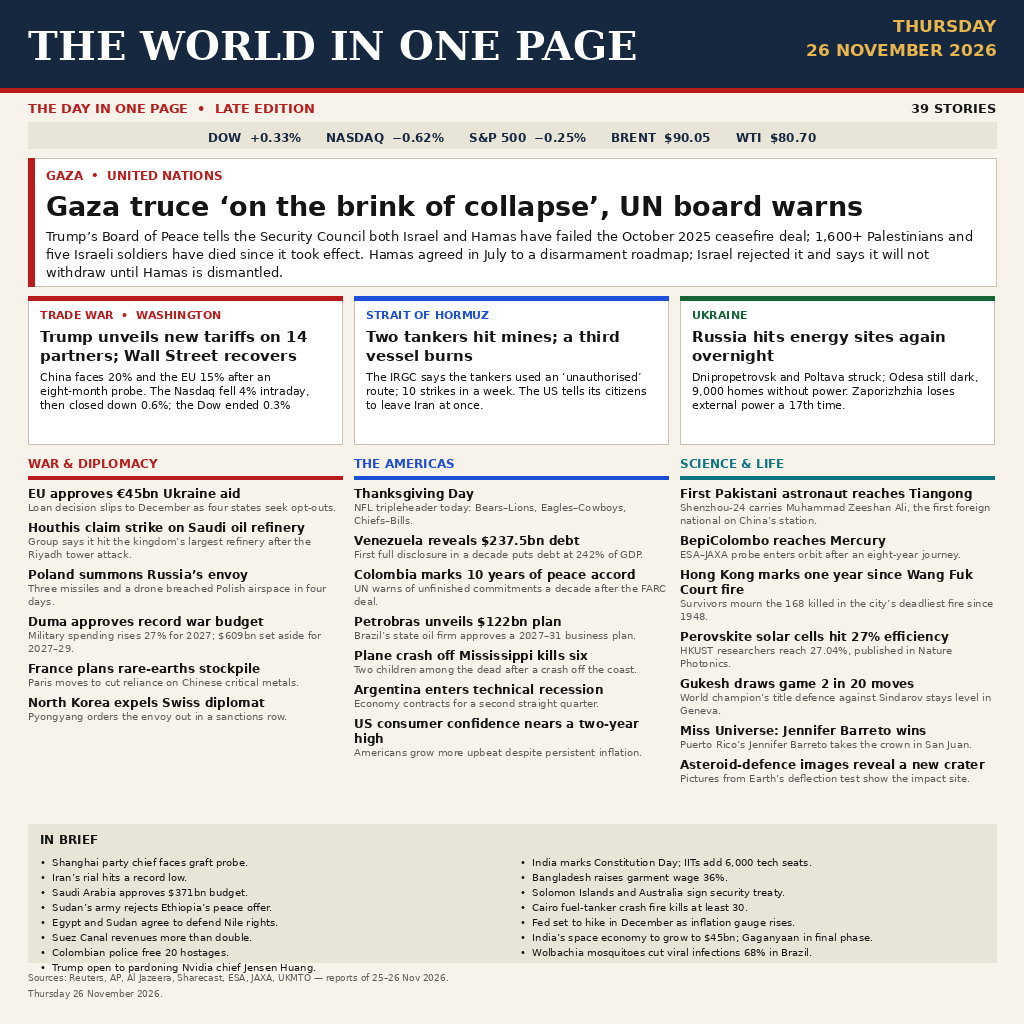 THE WORLD IN ONE PAGE
THURSDAY
26 NOVEMBER 2026
THE DAY IN ONE PAGE • LATE EDITION
39 STORIES
DOW +0.33% NASDAQ −0.62% S&P 500 −0.25% BRENT $90.05 WTI $80.70
GAZA • UNITED NATIONS
Gaza truce ‘on the brink of collapse’, UN board warns
Trump’s Board of Peace tells the Security Council both Israel and Hamas have failed the October 2025 ceasefire deal; 1,600+ Palestinians and
five Israeli soldiers have died since it took effect. Hamas agreed in July to a disarmament roadmap; Israel rejected it and says it will not
withdraw until Hamas is dismantled.
TRADE WAR • WASHINGTON
Trump unveils new tariffs on 14
partners; Wall Street recovers
China faces 20% and the EU 15% after an
eight-month probe. The Nasdaq fell 4% intraday,
then closed down 0.6%; the Dow ended 0.3%
STRAIT OF HORMUZ
Two tankers hit mines; a third
vessel burns
The IRGC says the tankers used an ‘unauthorised’
route; 10 strikes in a week. The US tells its citizens
to leave Iran at once.
UKRAINE
Russia hits energy sites again
overnight
Dnipropetrovsk and Poltava struck; Odesa still dark,
9,000 homes without power. Zaporizhzhia loses
external power a 17th time.
WAR & DIPLOMACY
EU approves €45bn Ukraine aid
Loan decision slips to December as four states seek opt-outs.
Houthis claim strike on Saudi oil refinery
Group says it hit the kingdom’s largest refinery after the
Riyadh tower attack.
Poland summons Russia’s envoy
Three missiles and a drone breached Polish airspace in four
days.
Duma approves record war budget
Military spending rises 27% for 2027; $609bn set aside for
2027–29.
France plans rare-earths stockpile
Paris moves to cut reliance on Chinese critical metals.
North Korea expels Swiss diplomat
Pyongyang orders the envoy out in a sanctions row.
THE AMERICAS
Thanksgiving Day
NFL tripleheader today: Bears–Lions, Eagles–Cowboys,
Chiefs–Bills.
Venezuela reveals $237.5bn debt
First full disclosure in a decade puts debt at 242% of GDP.
Colombia marks 10 years of peace accord
UN warns of unfinished commitments a decade after the FARC
deal.
Petrobras unveils $122bn plan
Brazil’s state oil firm approves a 2027–31 business plan.
Plane crash off Mississippi kills six
Two children among the dead after a crash off the coast.
Argentina enters technical recession
Economy contracts for a second straight quarter.
US consumer confidence nears a two-year
high
Americans grow more upbeat despite persistent inflation.
SCIENCE & LIFE
First Pakistani astronaut reaches Tiangong
Shenzhou-24 carries Muhammad Zeeshan Ali, the first foreign
national on China’s station.
BepiColombo reaches Mercury
ESA–JAXA probe enters orbit after an eight-year journey.
Hong Kong marks one year since Wang Fuk
Court fire
Survivors mourn the 168 killed in the city’s deadliest fire since
1948.
Perovskite solar cells hit 27% efficiency
HKUST researchers reach 27.04%, published in Nature
Photonics.
Gukesh draws game 2 in 20 moves
World champion’s title defence against Sindarov stays level in
Geneva.
Miss Universe: Jennifer Barreto wins
Puerto Rico’s Jennifer Barreto takes the crown in San Juan.
Asteroid-defence images reveal a new crater
Pictures from Earth’s deflection test show the impact site.
IN BRIEF
• Shanghai party chief faces graft probe.
• Iran’s rial hits a record low.
• Saudi Arabia approves $371bn budget.
• Sudan’s army rejects Ethiopia’s peace offer.
• Egypt and Sudan agree to defend Nile rights.
• Suez Canal revenues more than double.
• Colombian police free 20 hostages.
• Trump open to pardoning Nvidia chief Jensen Huang.
• India marks Constitution Day; IITs add 6,000 tech seats.
• Bangladesh raises garment wage 36%.
• Solomon Islands and Australia sign security treaty.
• Cairo fuel-tanker crash fire kills at least 30.
• Fed set to hike in December as inflation gauge rises.
• India’s space economy to grow to $45bn; Gaganyaan in final phase.
• Wolbachia mosquitoes cut viral infections 68% in Brazil.
Sources: Reuters, AP, Al Jazeera, Sharecast, ESA, JAXA, UKMTO — reports of 25–26 Nov 2026.
Thursday 26 November 2026.